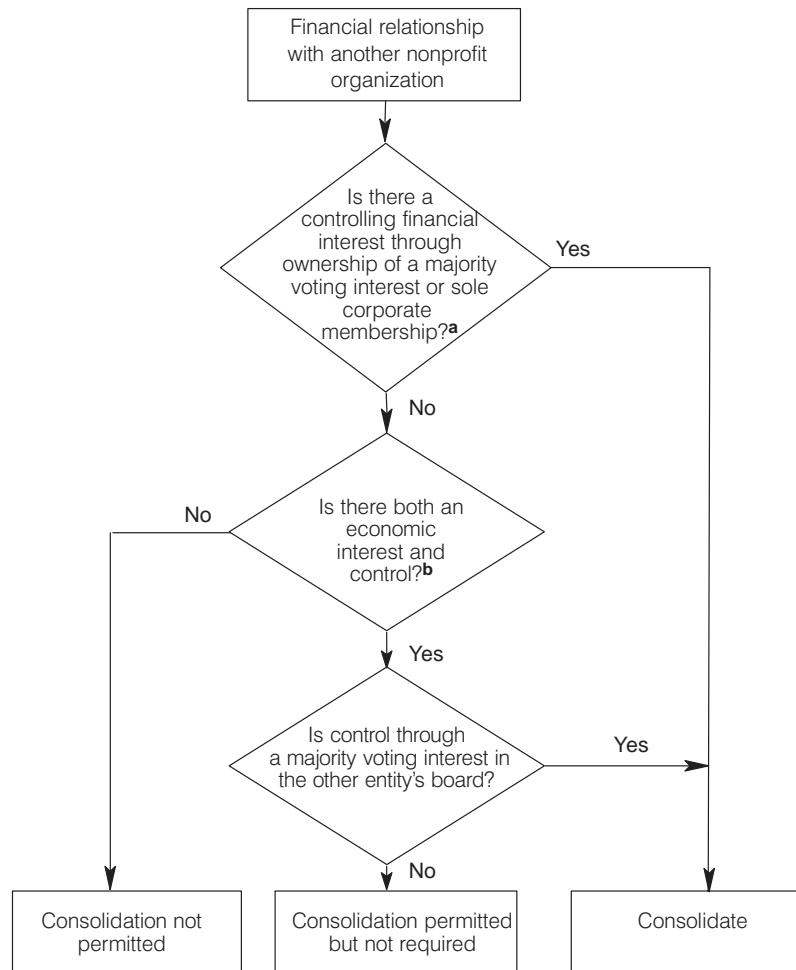 Financial relationship
with another nonprofit
organization
Is there a
controlling financial
interest through
ownership of a majority
voting interest or sole
corporate
membership?a
Yes
No
Is there both an
economic
interest and
control?b
No
Yes
Is control through
a majority voting interest in
the other entity’s board?
Yes
No
Consolidation not
permitted
Consolidation permitted
but not required
Consolidate